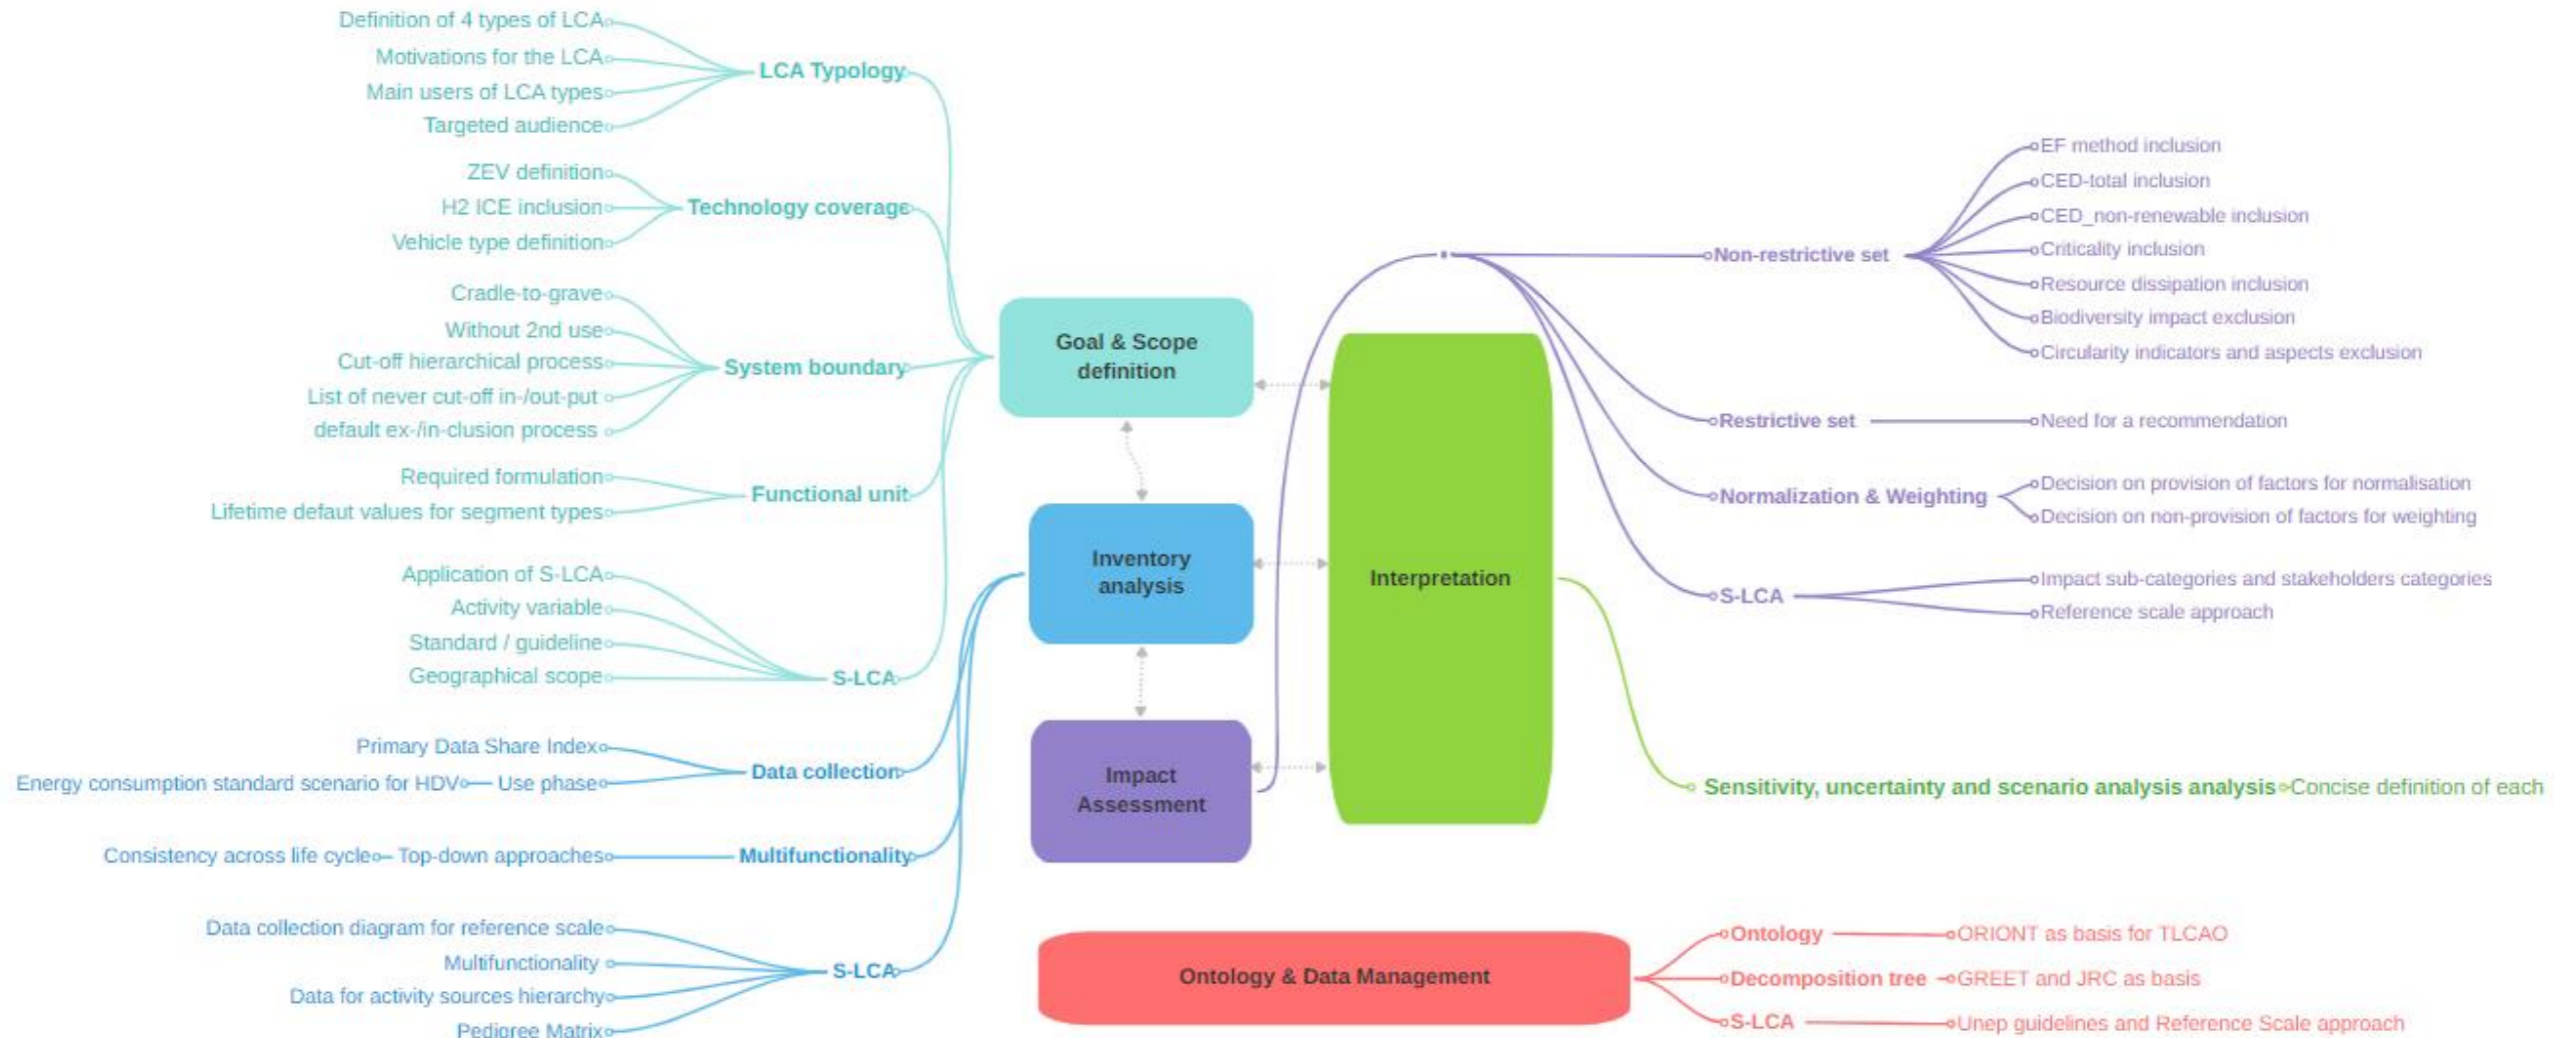 Definition of 4 types of LCA
Motivations for the LCA
Main users of LCA types
Targeted audience
LCA Typology
ZEV definition
H2 ICE inclusion
Vehicle type definition
Technology coverage
Cradle-to-grave
Without 2nd use
Cut-off hierarchical process
List of never cut-off in-/out-put
default ex-/in-clusion process
System boundary
Required formulation
Lifetime defaut values for segment types
Functional unit
Application of S-LCA
Activity variable
Standard / guideline
Geographical scope
S-LCA
Primary Data Share Index
Energy consumption standard scenario for HDV
Use phase
Data collection
Consistency across life cycle
Top-down approaches
Multifunctionality
Data collection diagram for reference scale
Multifunctionality
Data for activity sources hierarchy
Pedigree Matrix
S-LCA
Goal & Scope
definition
Inventory
analysis
Impact
Assessment
Interpretation
Ontology & Data Management
Non-restrictive set
EF method inclusion
CED-total inclusion
CED_non-renewable inclusion
Criticality inclusion
Resource dissipation inclusion
Biodiversity impact exclusion
Circularity indicators and aspects exclusion
Restrictive set
Need for a recommendation
Normalization & Weighting
Decision on provision of factors for normalisation
Decision on non-provision of factors for weighting
S-LCA
Impact sub-categories and stakeholders categories
Reference scale approach
Sensitivity, uncertainty and scenario analysis analysis
Concise definition of each
Ontology
ORIONT as basis for TLCAO
Decomposition tree
GREET and JRC as basis
S-LCA
Unep guidelines and Reference Scale approach